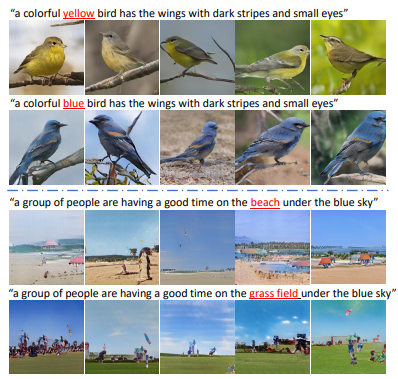 “a colorful yellow bird has the wings with dark stripes and small eyes”
“a colorful blue bird has the wings with dark stripes and small eyes”
“a group of people are having a good time on the beach under the blue sky”
“a group of people are having a good time on the grass field under the blue sky”